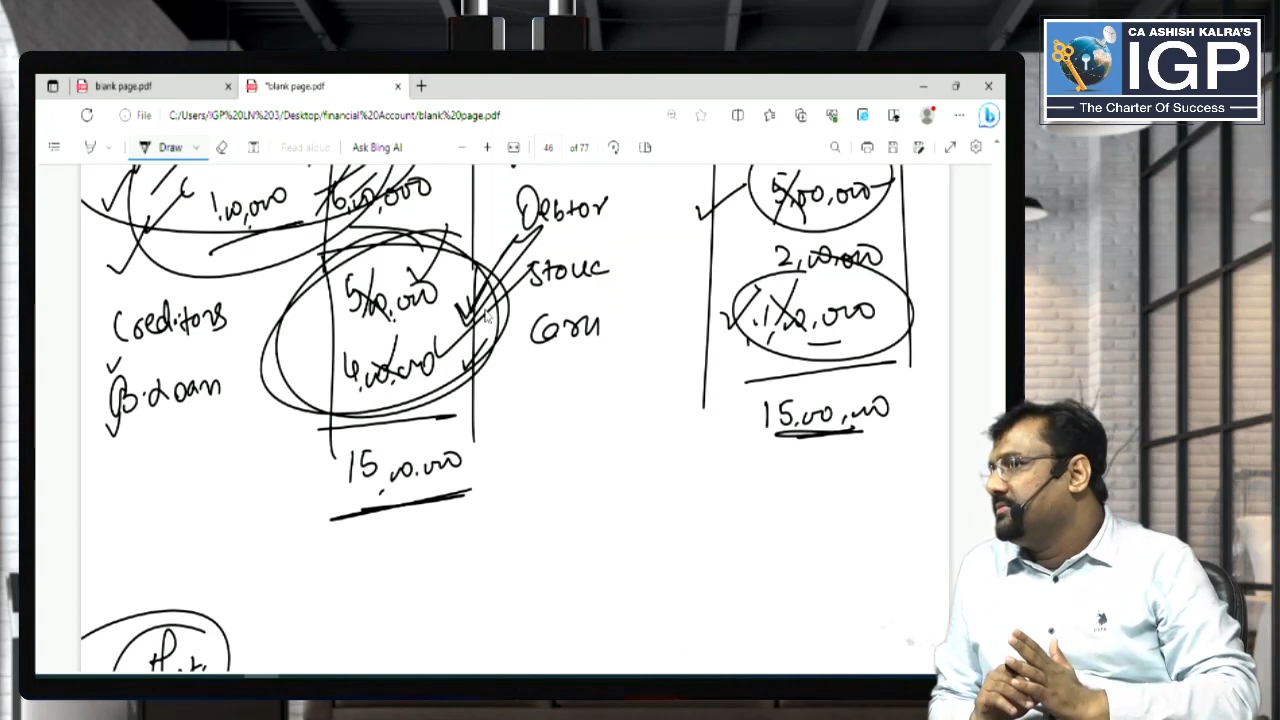 CA ASHISH KALRA'S
IGP
The Charter Of Success
blank page.pdf
*blank page.pdf
File
C:/Users/IGP%20LN%203/Desktop/financial%20Account/blank%20page.pdf
Draw
Read aloud
Ask Bing AI
46
of 77
1,00,000
6,00,000
5,00,000
Debtor
2,00,000
Stock
Creditors
5,00,000
1,00,000
Cash
B.Loan
4,00,000
15,00,000
15,00,000